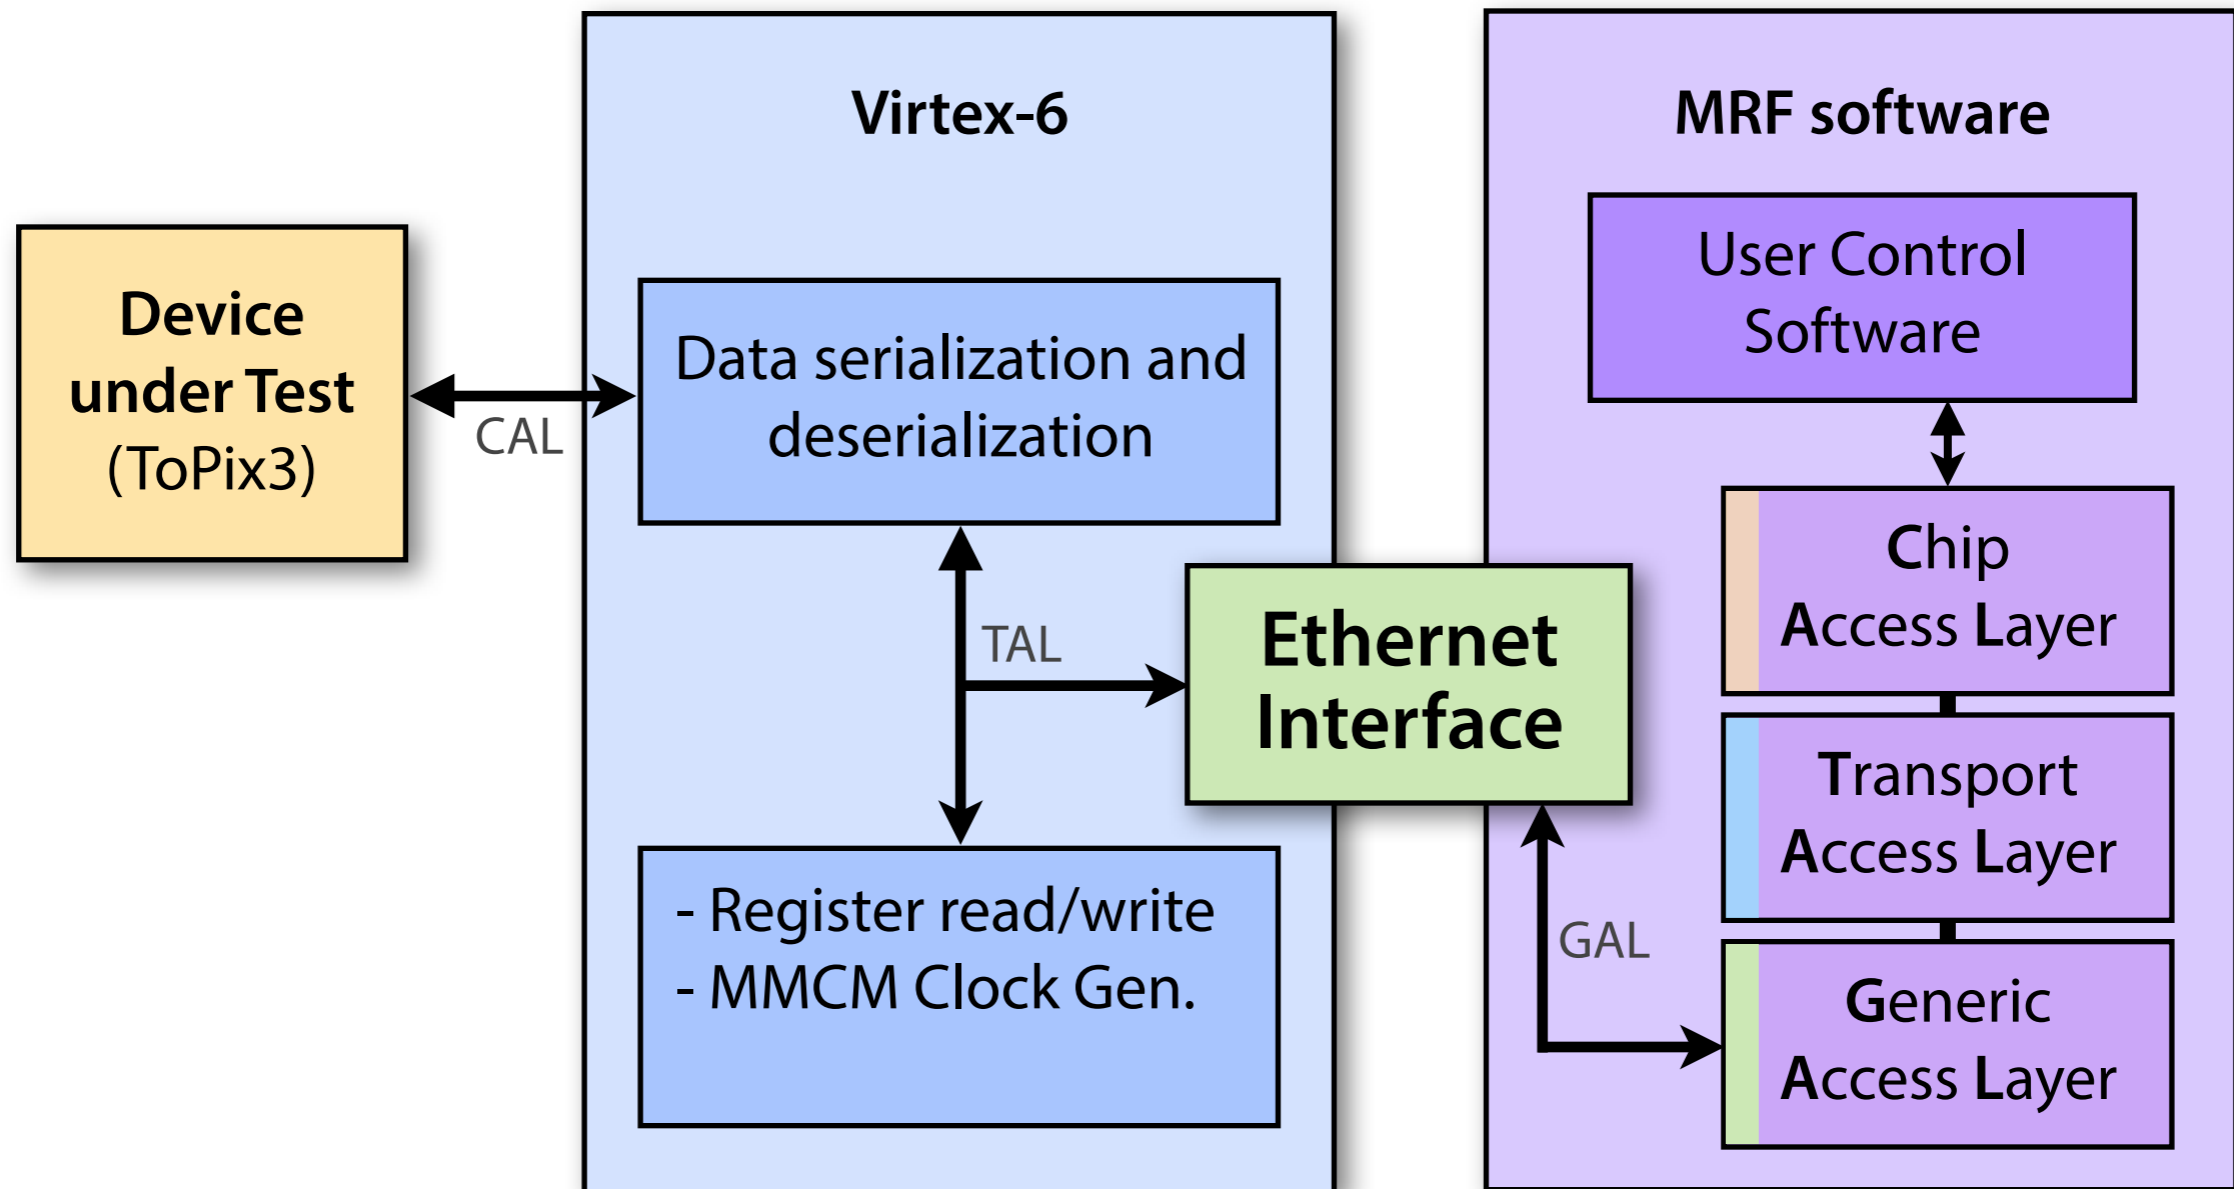 Virtex-6
MRF software
Device
under Test
(ToPix3)
CAL
Data serialization and
deserialization
TAL
Ethernet
Interface
- Register read/write
- MMCM Clock Gen.
User Control
Software
Chip
Access Layer
Transport
Access Layer
GAL
Generic
Access Layer